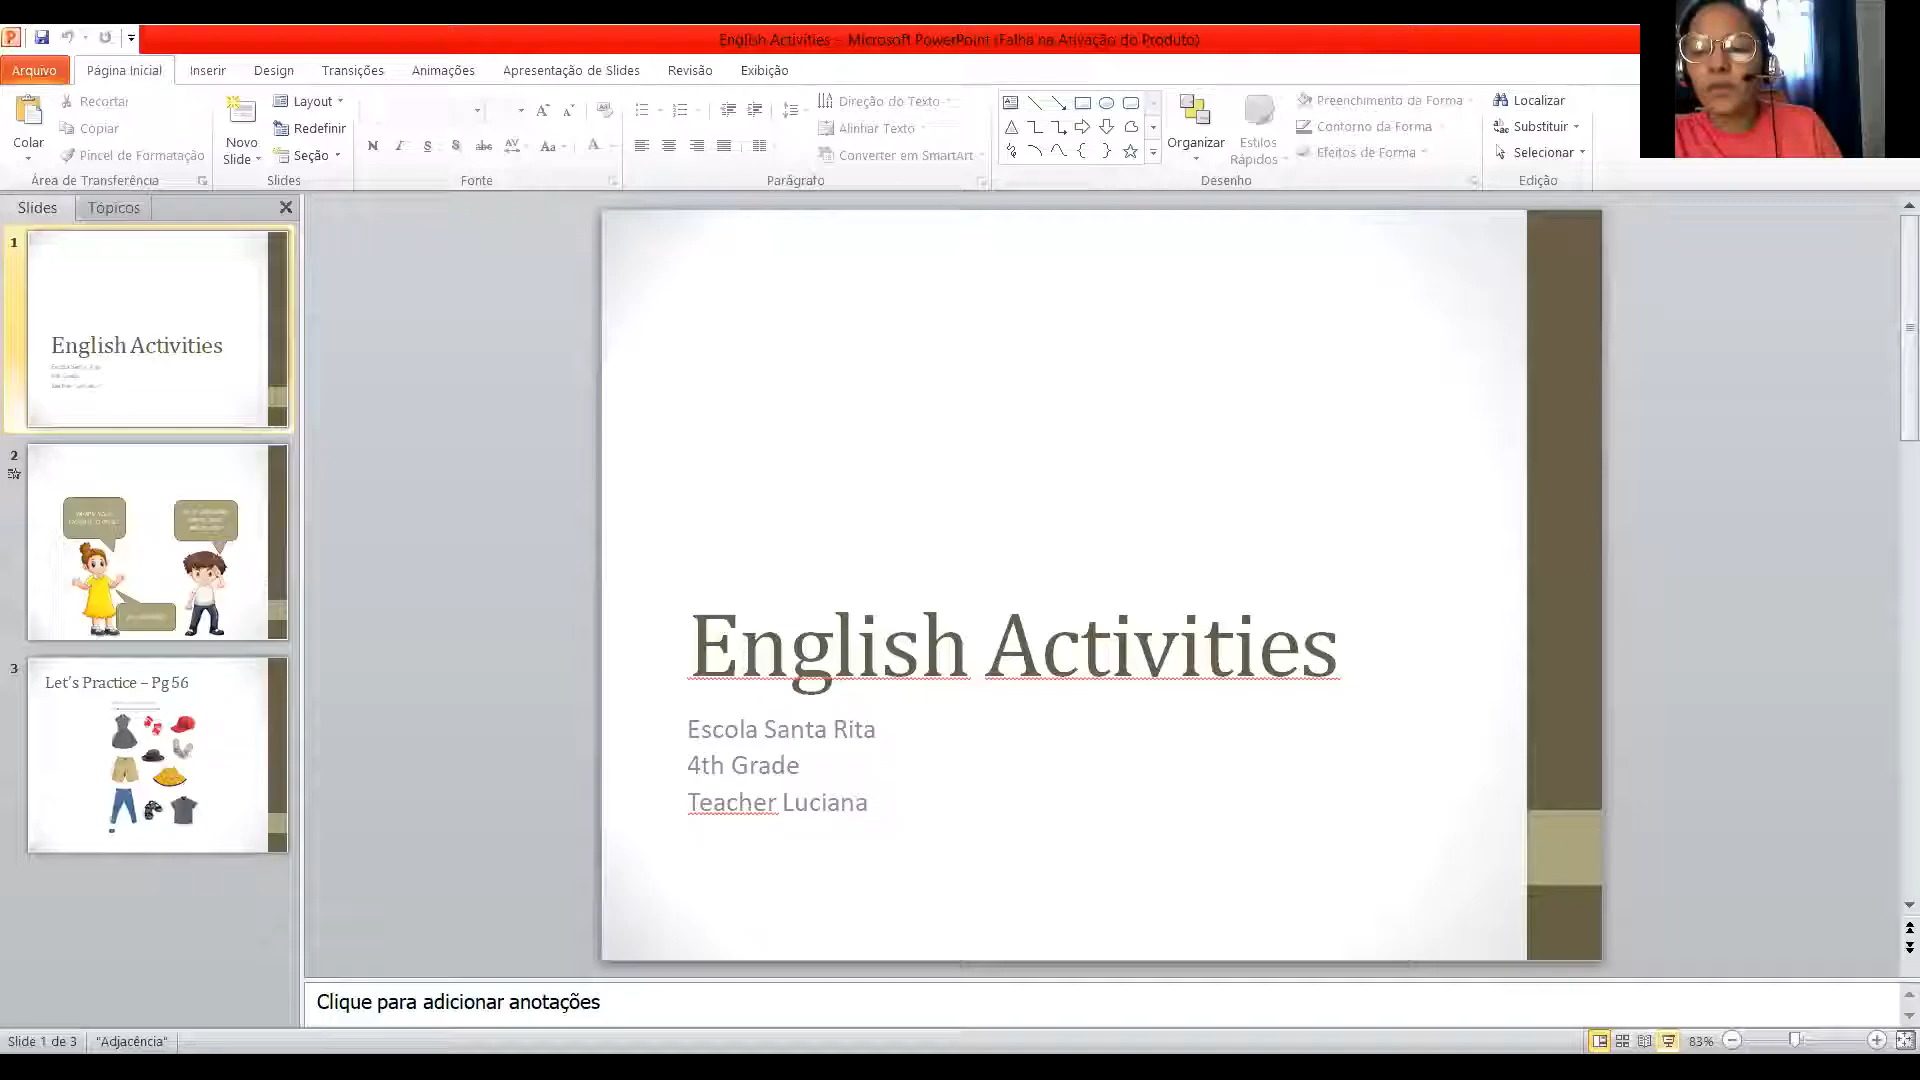 English Activities - Microsoft PowerPoint (Falha na Ativação do Produto)
Arquivo Página Inicial Inserir Design Transições Animações Apresentação de Slides Revisão Exibição
Colar
Recortar
Copiar
Pincel de Formatação
Área de Transferência
Novo Slide
Layout
Redefinir
Seção
Slides
N I S S abc AV Aa A
Fonte
Direção do Texto
Alinhar Texto
Converter em SmartArt
Parágrafo
Organizar
Estilos Rápidos
Preenchimento da Forma
Contorno da Forma
Efeitos de Forma
Desenho
Localizar
Substituir
Selecionar
Edição
Slides Tópicos
1
English Activities
2
3
Let's Practice – Pg 56
English Activities
Escola Santa Rita
4th Grade
Teacher Luciana
Clique para adicionar anotações
Slide 1 de 3 "Adjacência" 83%